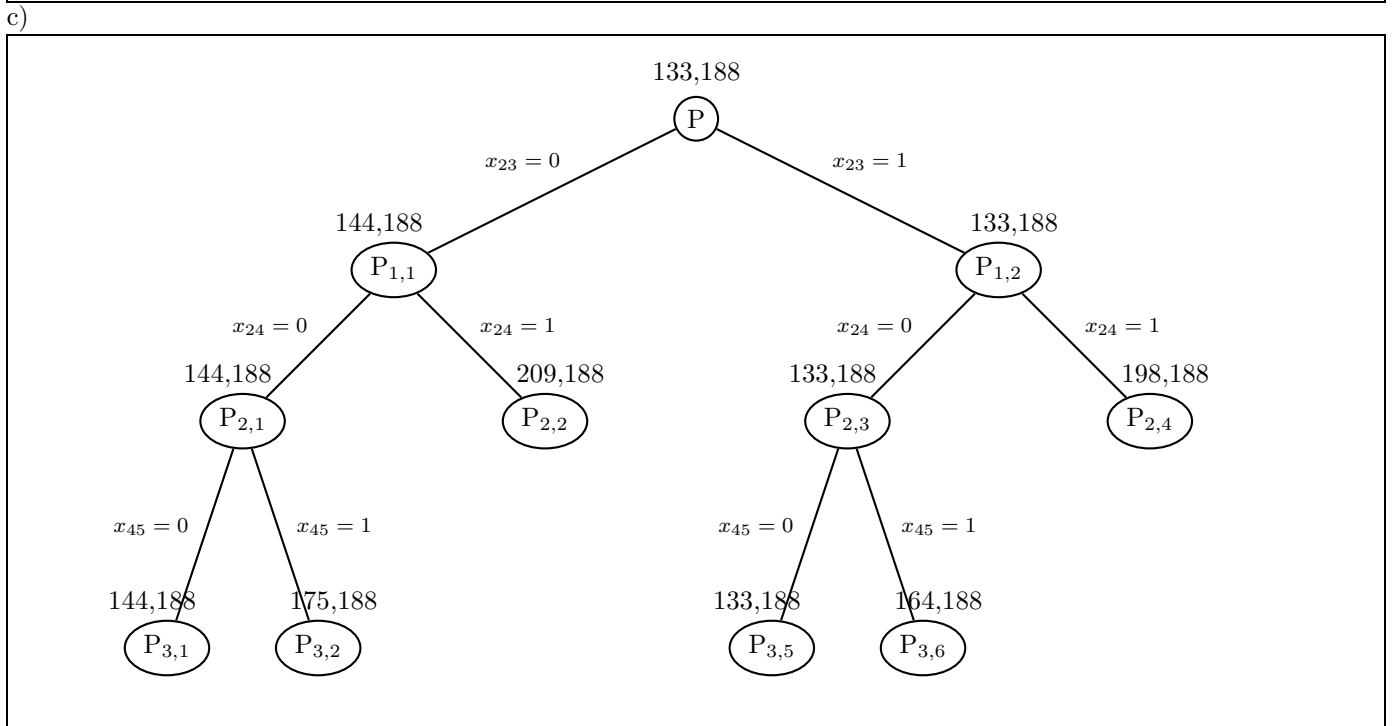 c)
133,188
P
x23 = 0
x23 = 1
144,188
133,188
P1,1
P1,2
x24 = 0
x24 = 1
x24 = 0
x24 = 1
144,188
209,188
133,188
198,188
P2,1
P2,2
P2,3
P2,4
x45 = 0
x45 = 1
x45 = 0
x45 = 1
144,188
175,188
133,188
164,188
P3,1
P3,2
P3,5
P3,6